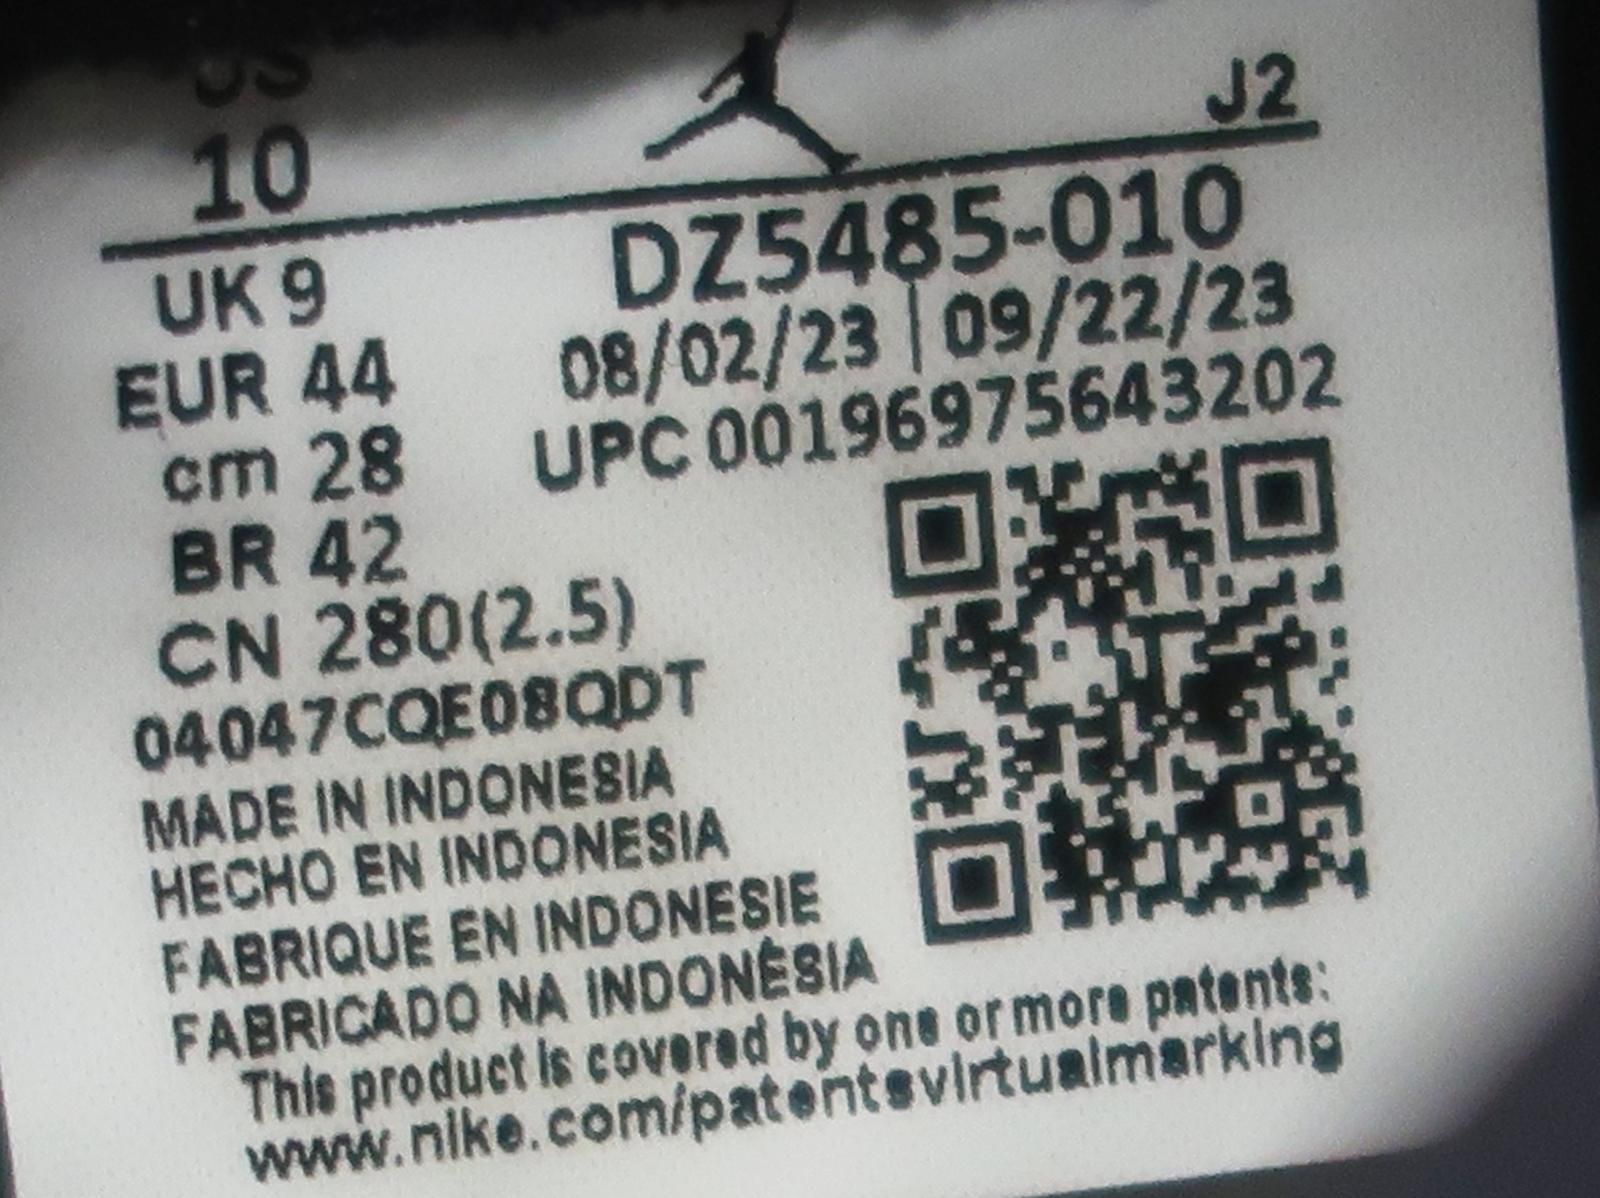 US
10
J2
UK 9
EUR 44
cm 28
BR 42
CN 280(2.5)
DZ5485-010
08/02/23 | 09/22/23
UPC 00196975643202
04047CQE08QDT
MADE IN INDONESIA
HECHO EN INDONESIA
FABRIQUE EN INDONESIE
FABRICADO NA INDONÉSIA
This product is covered by one or more patents:
www.nike.com/patentsvirtualmarking